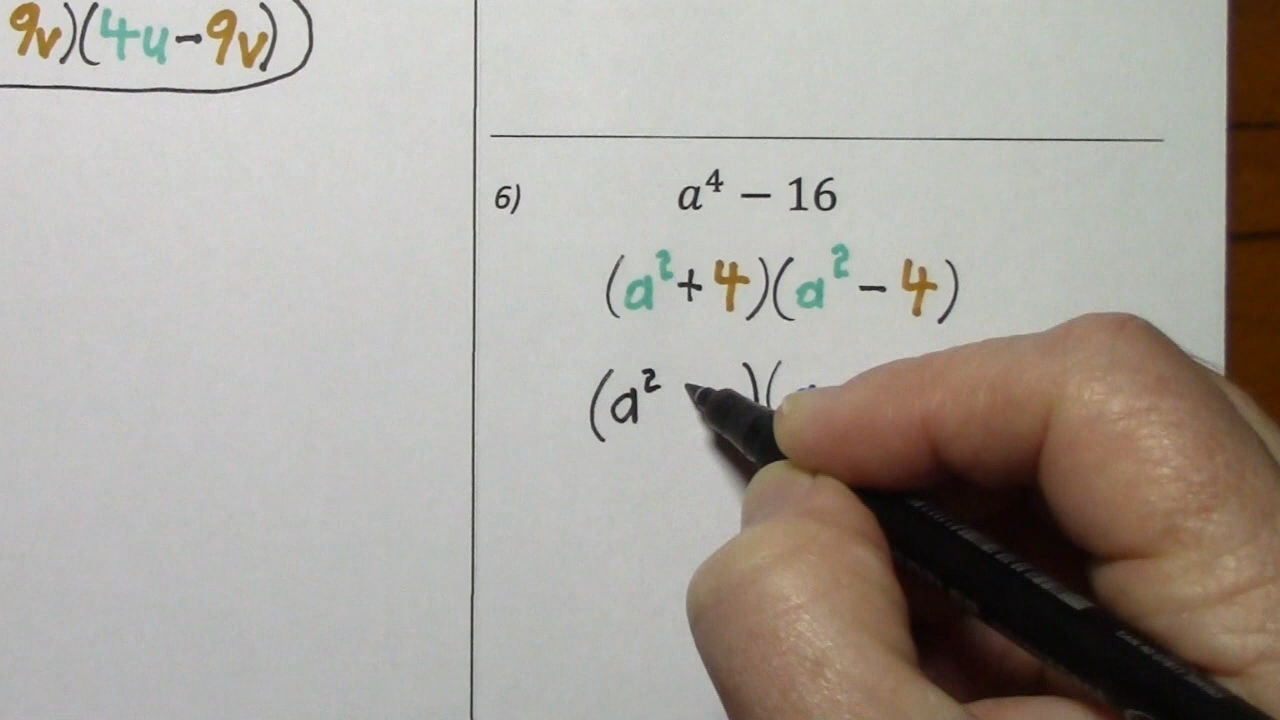 9v)(4u-9v)
6) a⁴ − 16
(a²+4)(a²-4)
(a² )(